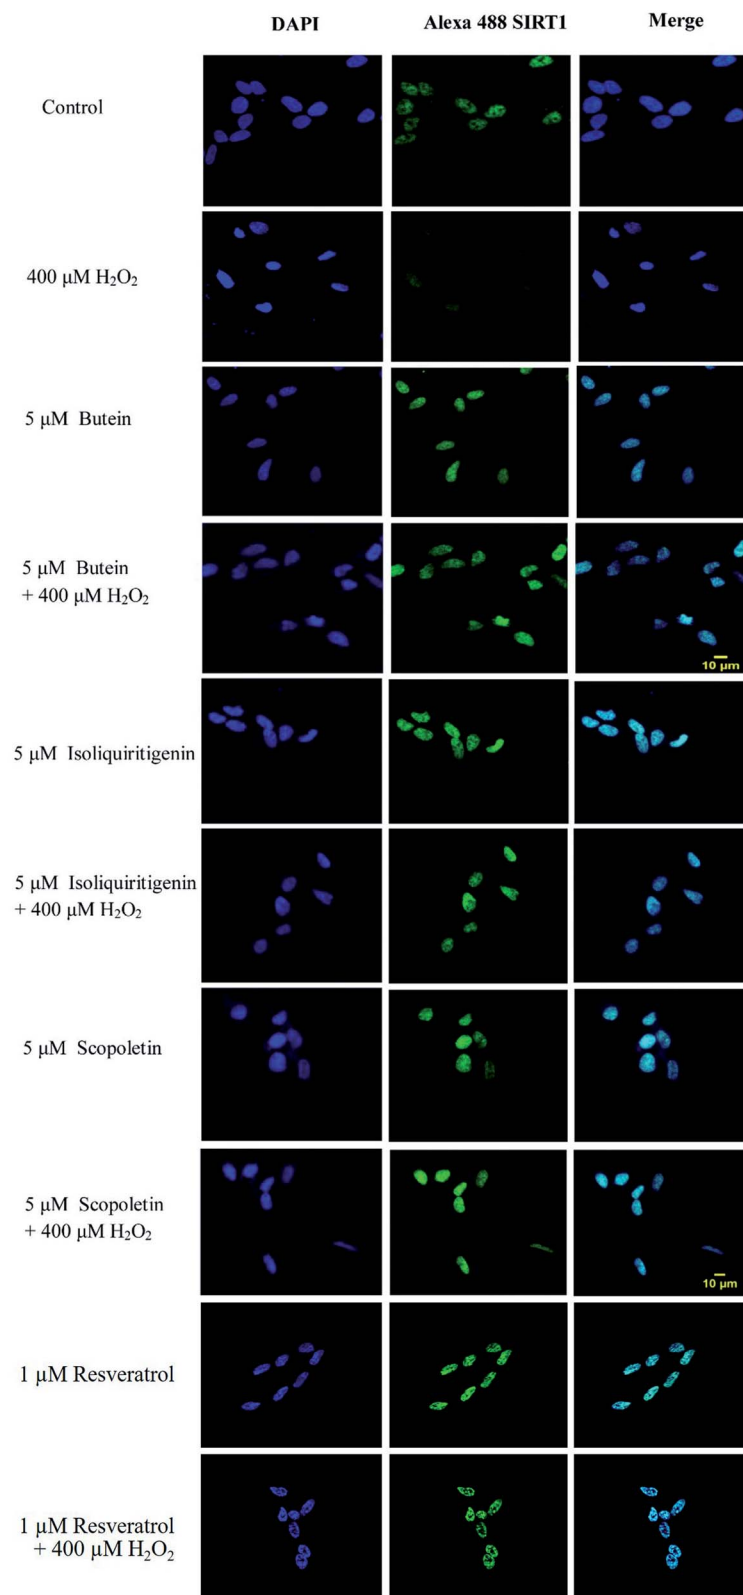 DAPI Alexa 488 SIRT1 Merge
Control
400 μM H₂O₂
5 μM Butein
5 μM Butein
+ 400 μM H₂O₂
10 μm
5 μM Isoliquiritigenin
5 μM Isoliquiritigenin
+ 400 μM H₂O₂
5 μM Scopoletin
5 μM Scopoletin
+ 400 μM H₂O₂
10 μm
1 μM Resveratrol
1 μM Resveratrol
+ 400 μM H₂O₂